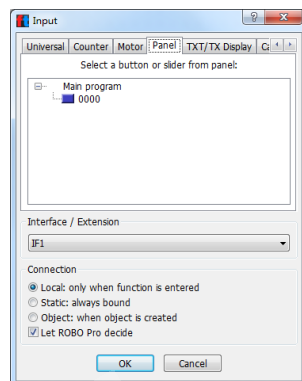 Input
Universal Counter Motor Panel TXT/TX Display
Select a button or slider from panel:
Main program
0000
Interface / Extension
IF1
Connection
Local: only when function is entered
Static: always bound
Object: when object is created
Let ROBO Pro decide
OK Cancel